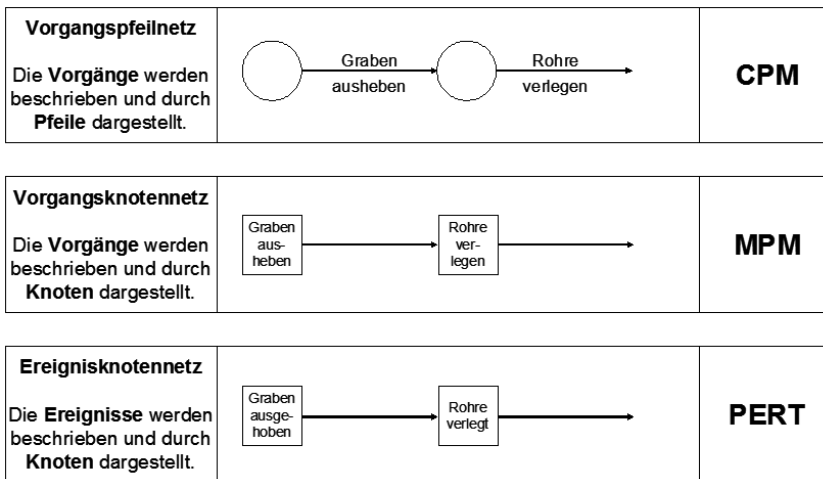 Vorgangspfeilnetz
Die Vorgänge werden
beschrieben und durch
Pfeile dargestellt.
Graben
ausheben
Rohre
verlegen
CPM
Vorgangsknotennetz
Die Vorgänge werden
beschrieben und durch
Knoten dargestellt.
Graben
aus-
heben
Rohre
ver-
legen
MPM
Ereignisknotennetz
Die Ereignisse werden
beschrieben und durch
Knoten dargestellt.
Graben
ausge-
hoben
Rohre
verlegt
PERT